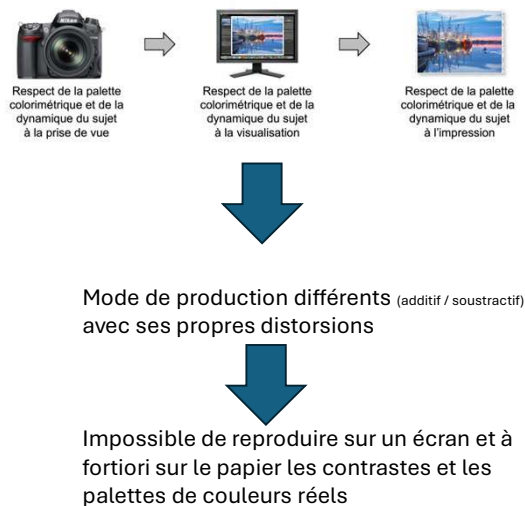 Nikon
Respect de la palette
colorimétrique et de la
dynamique du sujet
à la prise de vue
Respect de la palette
colorimétrique et de la
dynamique du sujet
à la visualisation
Respect de la palette
colorimétrique et de la
dynamique du sujet
à l'impression
Mode de production différents (additif / soustractif)
avec ses propres distorsions
Impossible de reproduire sur un écran et à
fortiori sur le papier les contrastes et les
palettes de couleurs réels